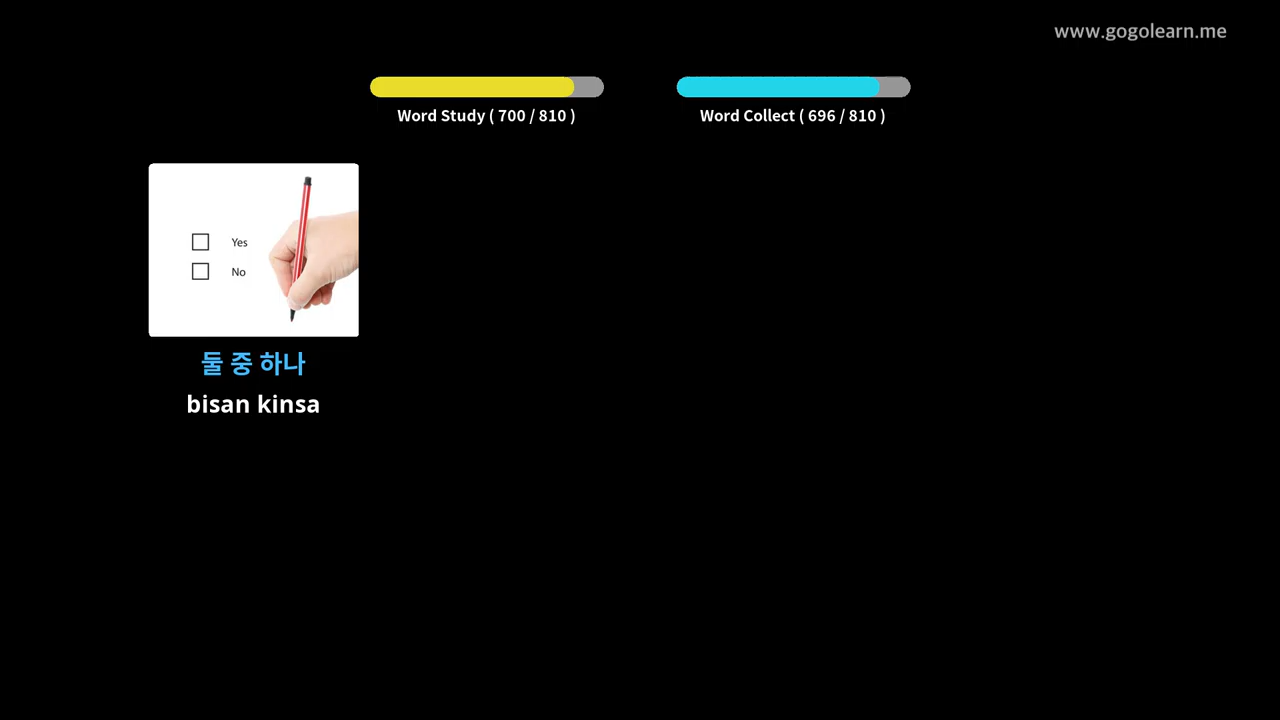 www.gogolearn.me
Word Study ( 700 / 810 )
Word Collect ( 696 / 810 )
Yes
No
둘 중 하나
bisan kinsa